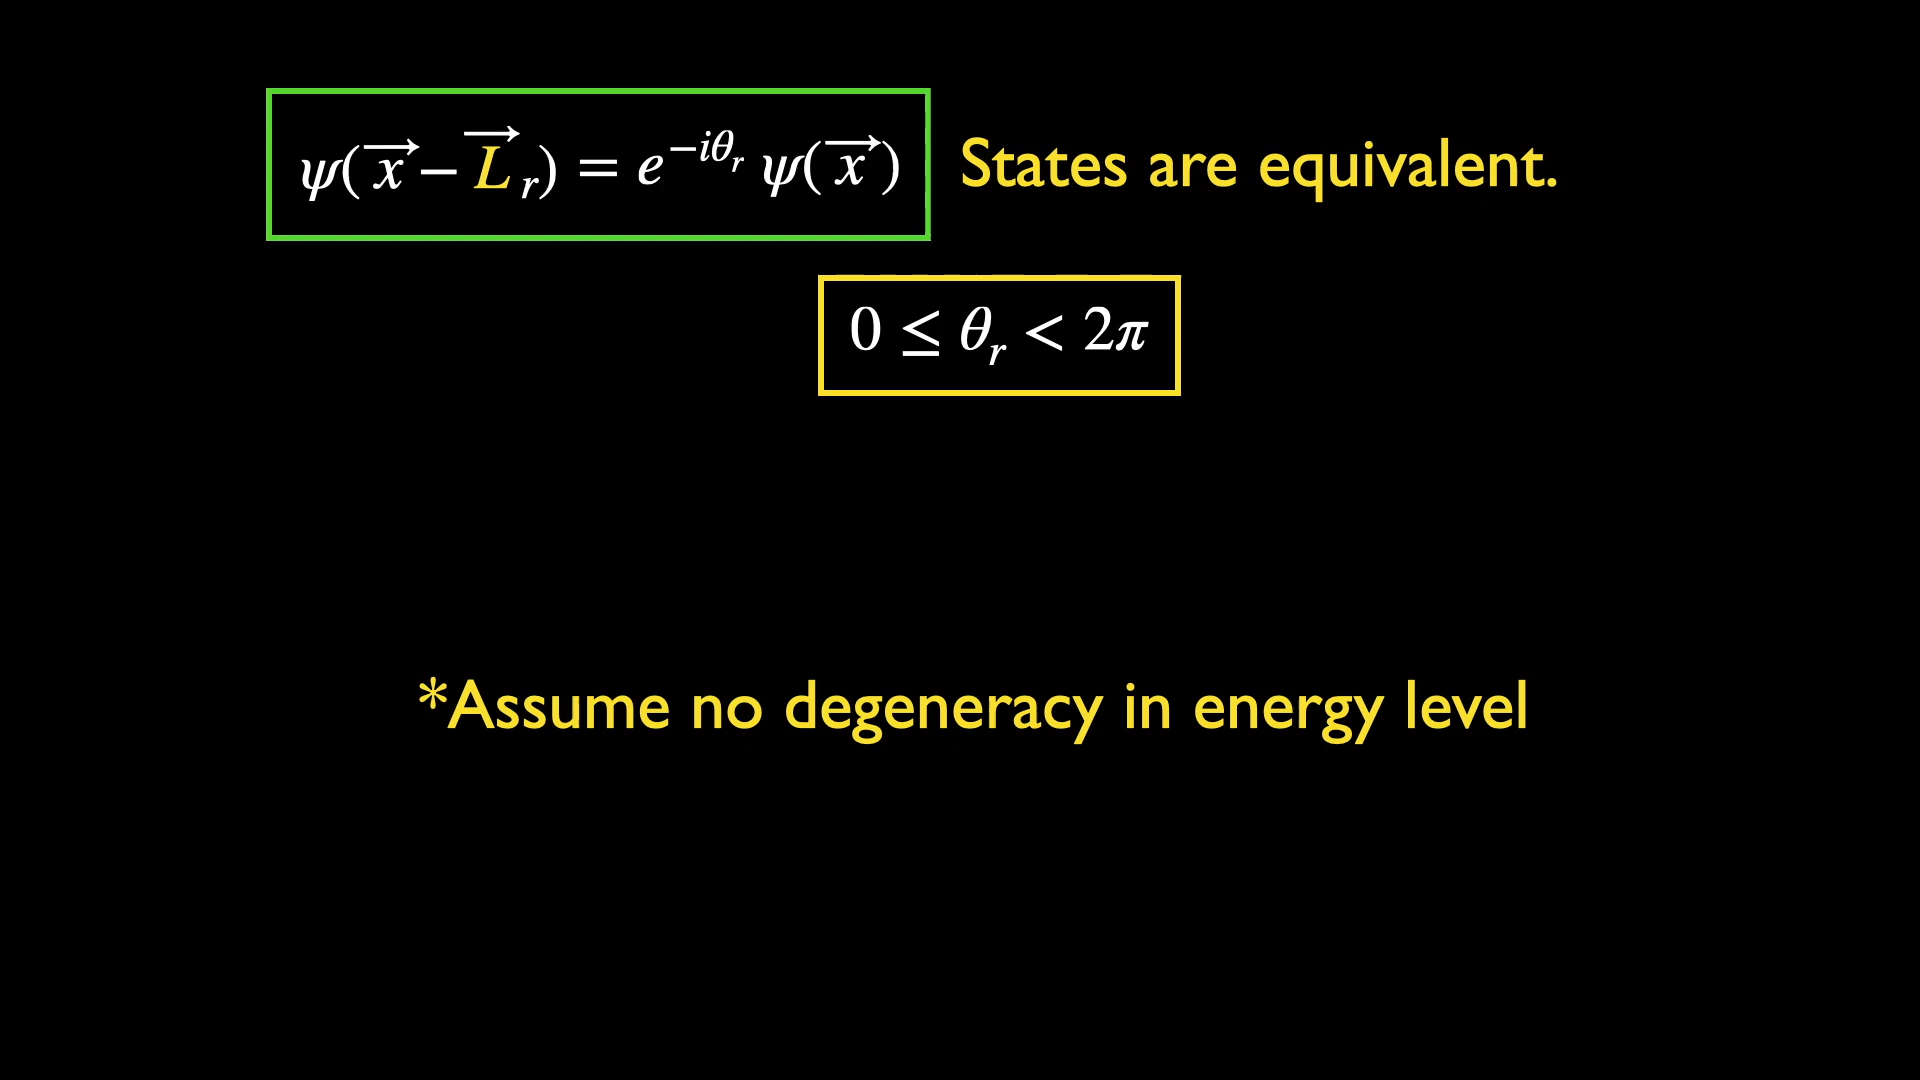 ψ(x⃗ − L⃗ᵣ) = e^{−iθᵣ} ψ(x⃗) States are equivalent.
0 ≤ θᵣ < 2π
*Assume no degeneracy in energy level